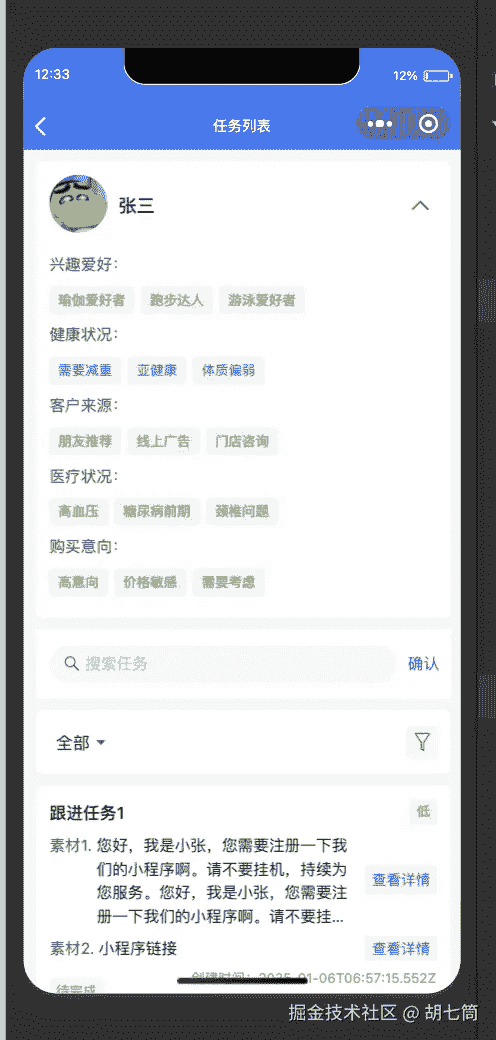 12:33
12%
任务列表
张三
兴趣爱好：
瑜伽爱好者 跑步达人 游泳爱好者
健康状况：
需要减重 亚健康 体质偏弱
客户来源：
朋友推荐 线上广告 门店咨询
医疗状况：
高血压 糖尿病前期 颈椎问题
购买意向：
高意向 价格敏感 需要考虑
搜索任务 确认
全部
跟进任务1 低
素材1. 您好，我是小张，您需要注册一下我
们的小程序啊。请不要挂机，持续为
您服务。您好，我是小张，您需要注
册一下我们的小程序啊。请不要挂...
查看详情
素材2. 小程序链接 查看详情
创建时间：2025-01-06T06:57:15.552Z
待完成
掘金技术社区 @ 胡七筒